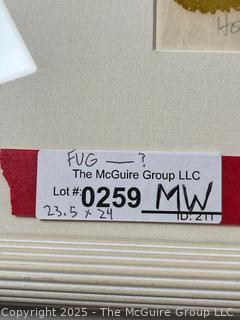 Ho
FUG — ?
The McGuire Group LLC
Lot #: 0259 MW
23.5 x 24 ID: 211
Copyright © 2025 - The McGuire Group LLC